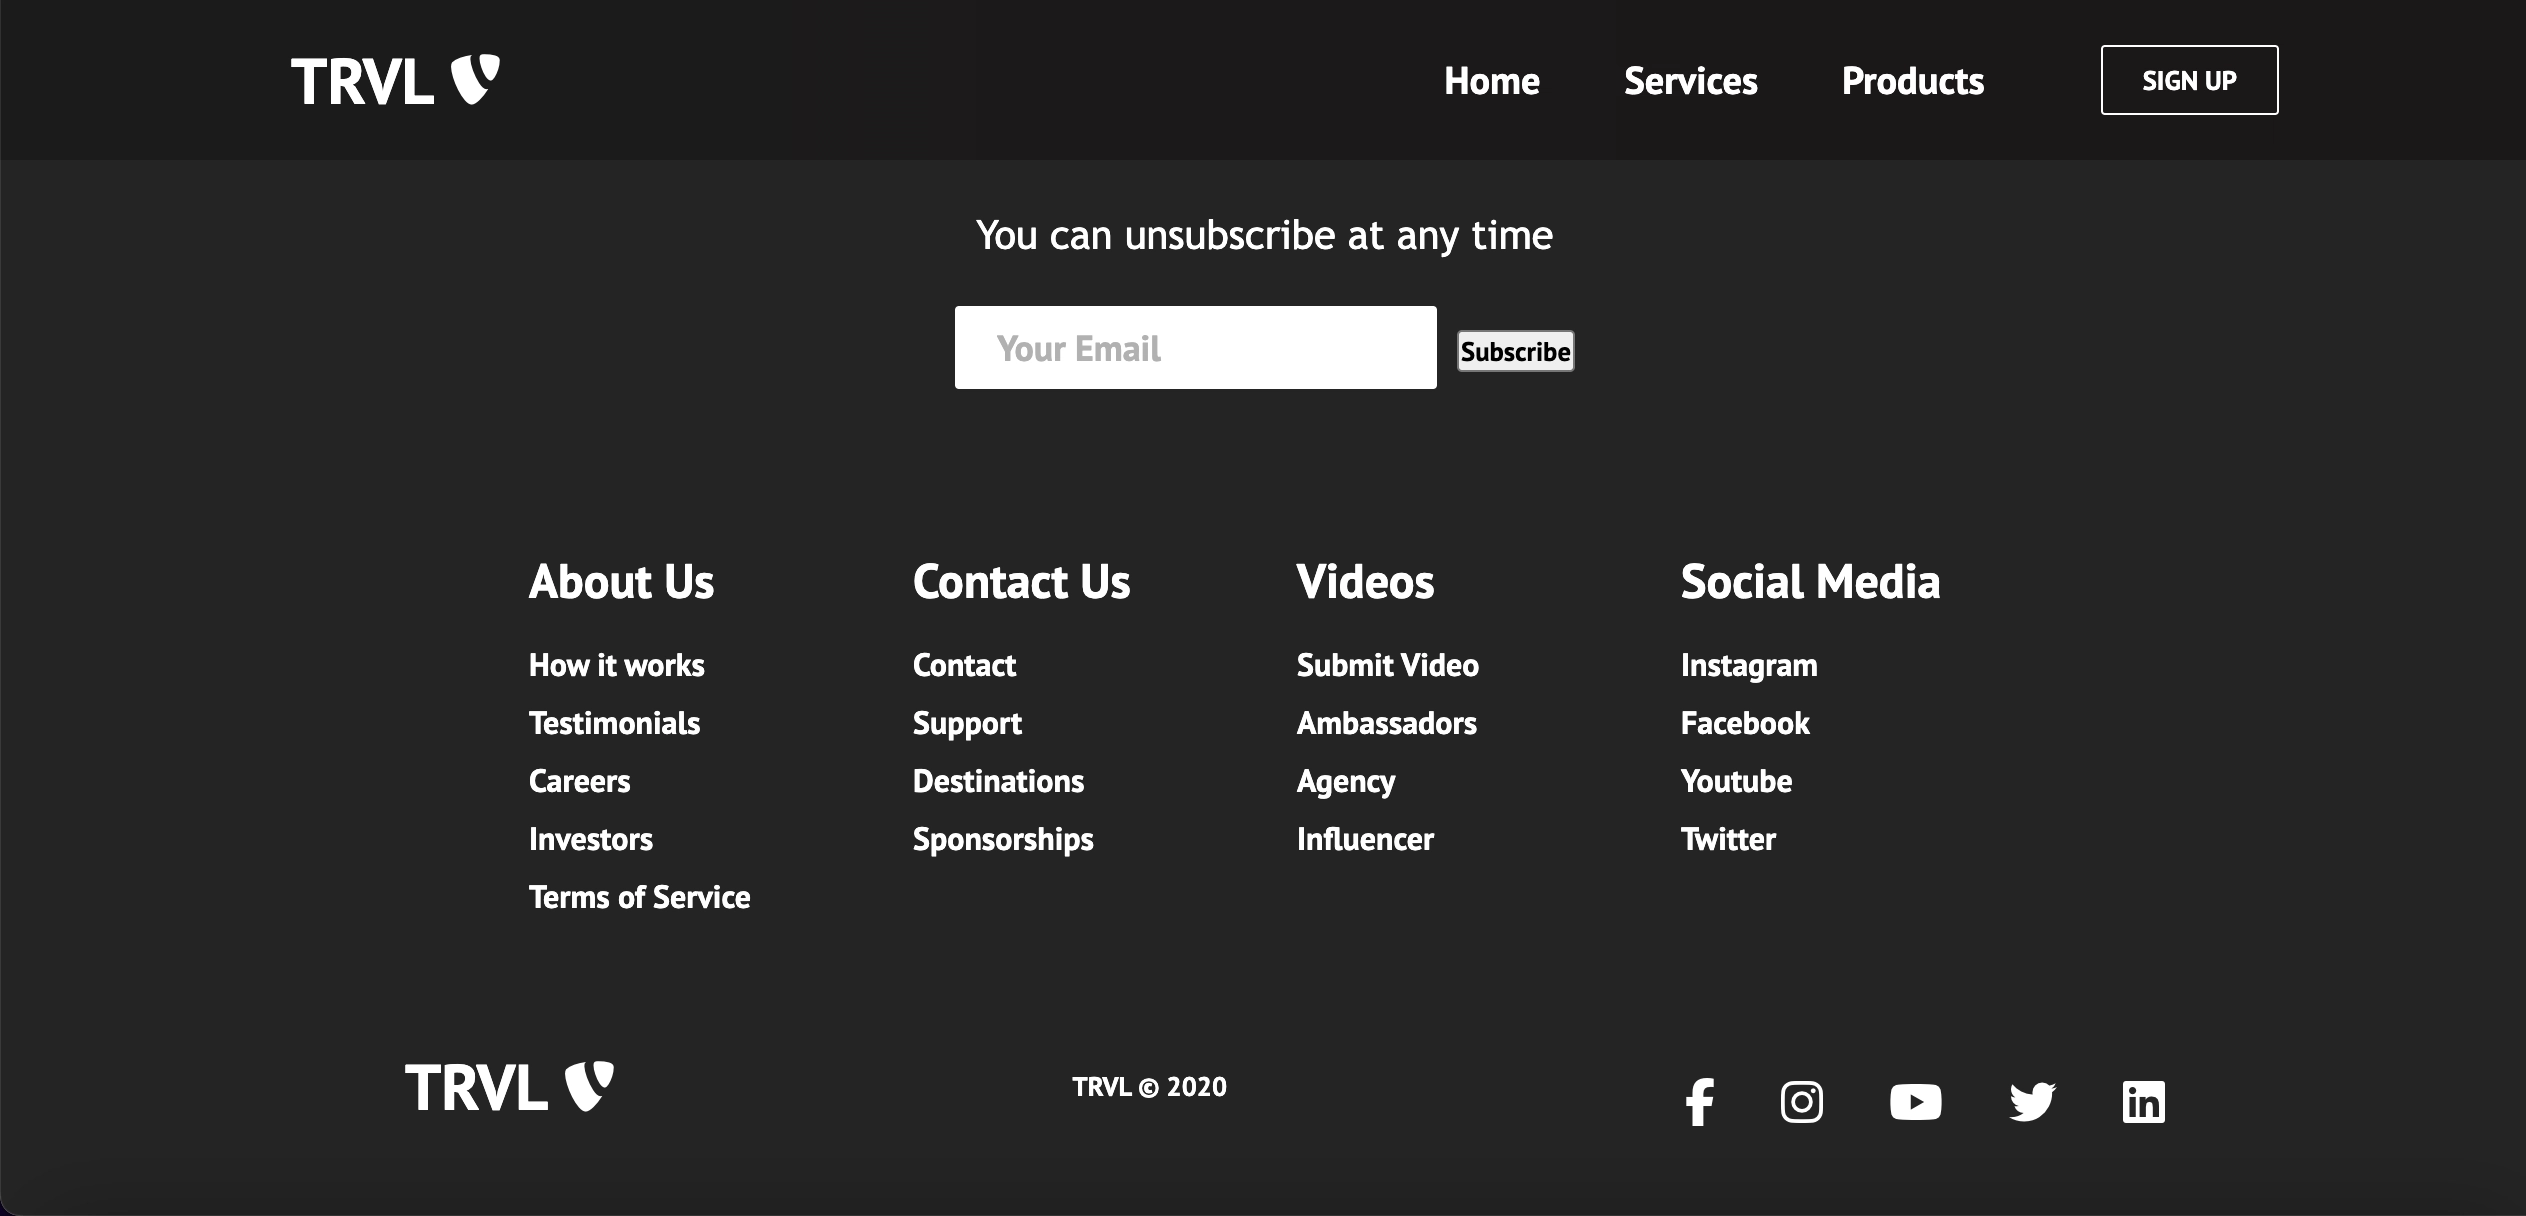 TRVL
Home Services Products SIGN UP
You can unsubscribe at any time
Your Email Subscribe
About Us
How it works
Testimonials
Careers
Investors
Terms of Service
Contact Us
Contact
Support
Destinations
Sponsorships
Videos
Submit Video
Ambassadors
Agency
Influencer
Social Media
Instagram
Facebook
Youtube
Twitter
TRVL
TRVL © 2020